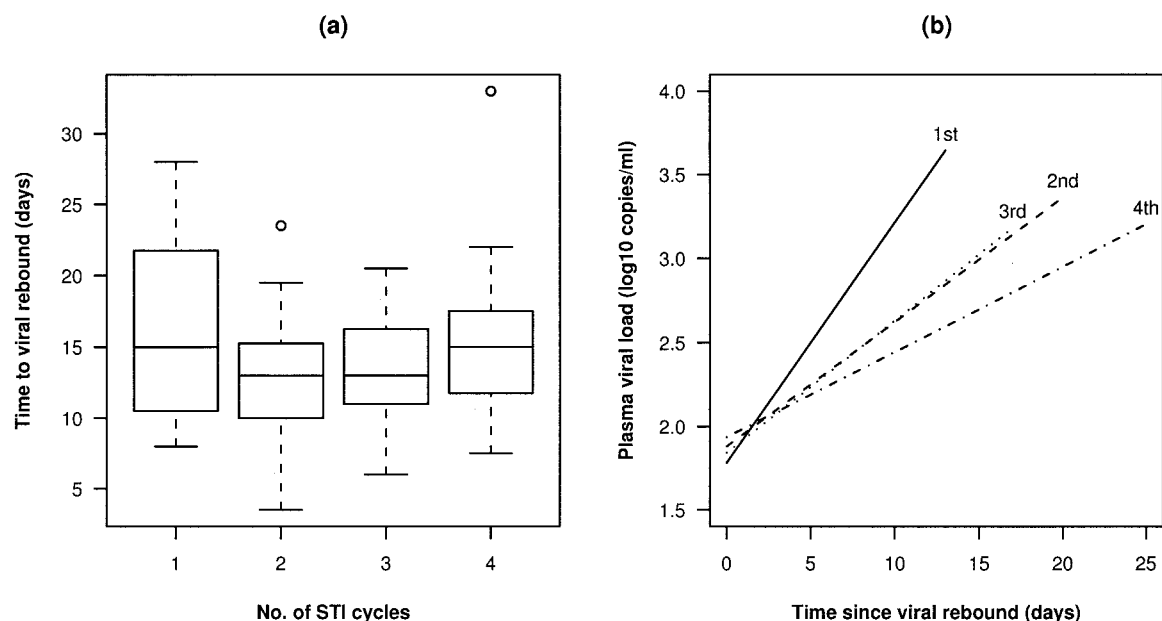 (a)
Time to viral rebound (days)
30
25
20
15
10
5
1 2 3 4
No. of STI cycles
(b)
Plasma viral load (log10 copies/ml)
4.0
3.5
3.0
2.5
2.0
1.5
1st
2nd
3rd
4th
0 5 10 15 20 25
Time since viral rebound (days)